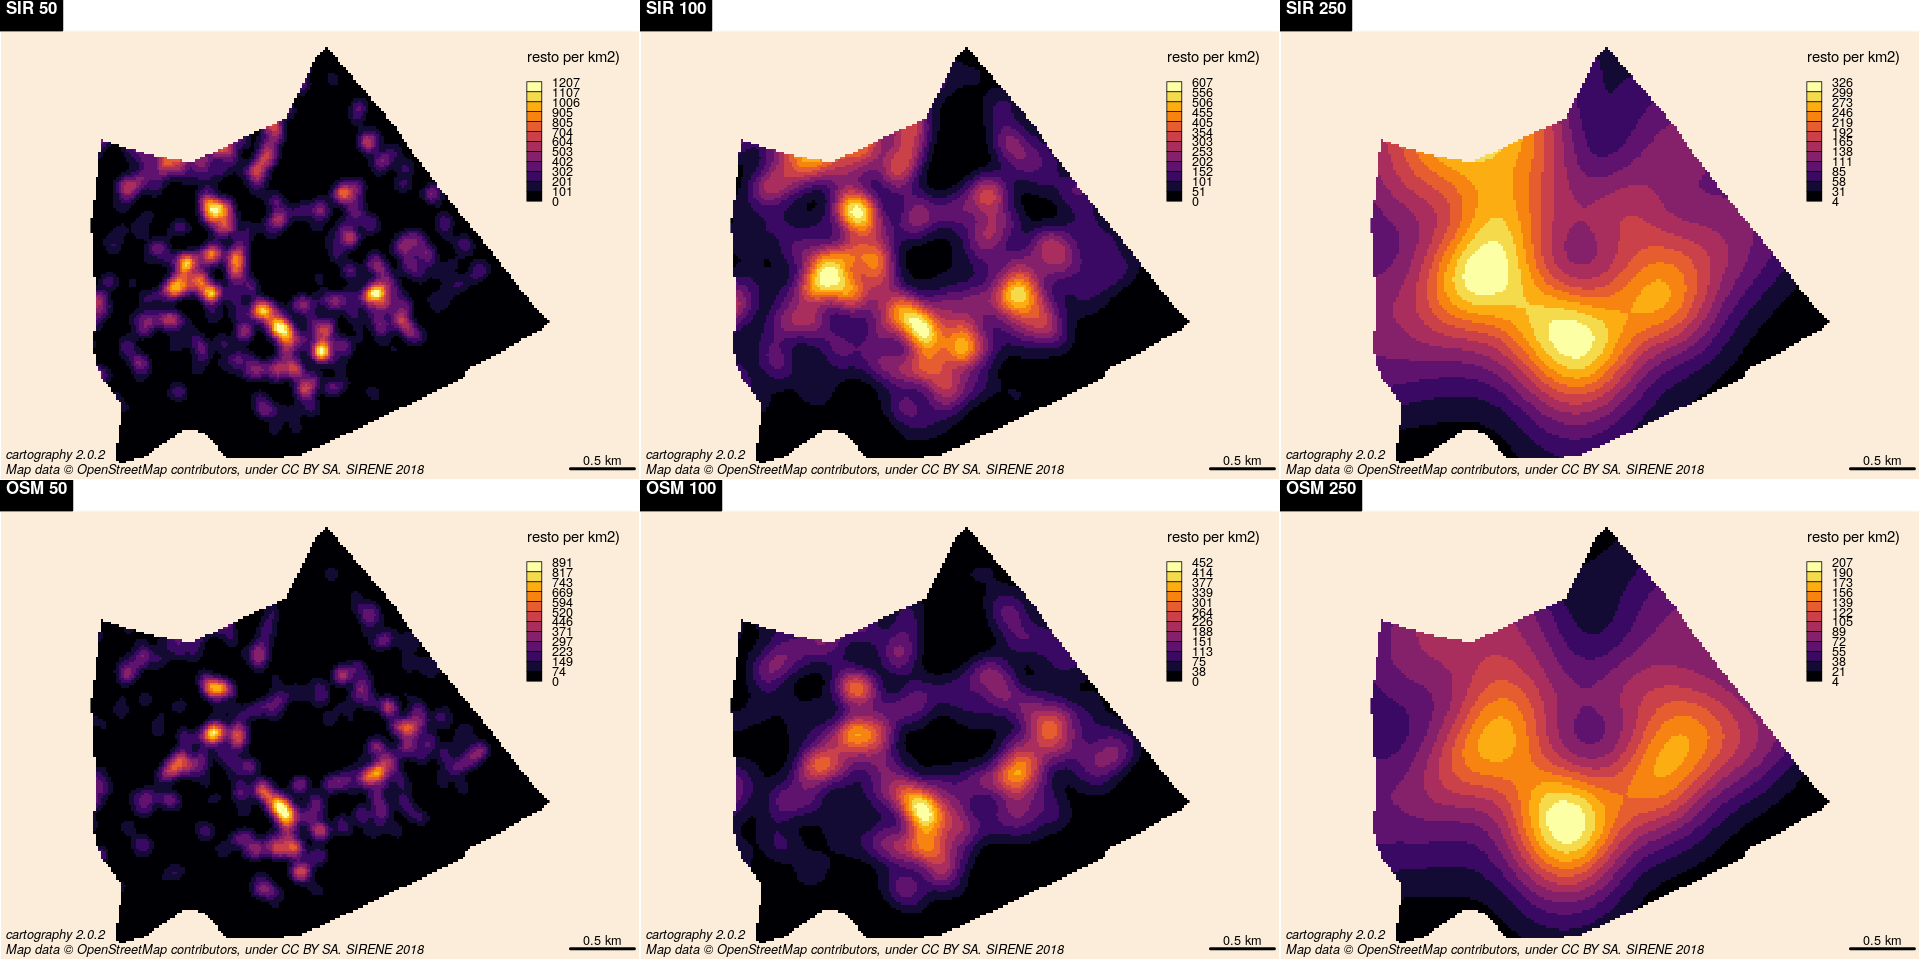 SIR 50
resto per km2)
1207
1107
1006
905
805
704
604
503
402
302
201
101
0
cartography 2.0.2
Map data © OpenStreetMap contributors, under CC BY SA. SIRENE 2018
0.5 km
SIR 100
resto per km2)
607
556
506
455
405
354
303
253
202
152
101
51
0
cartography 2.0.2
Map data © OpenStreetMap contributors, under CC BY SA. SIRENE 2018
0.5 km
SIR 250
resto per km2)
326
299
273
246
219
192
165
138
111
85
58
31
4
cartography 2.0.2
Map data © OpenStreetMap contributors, under CC BY SA. SIRENE 2018
0.5 km
OSM 50
resto per km2)
891
817
743
669
594
520
446
371
297
223
149
74
0
cartography 2.0.2
Map data © OpenStreetMap contributors, under CC BY SA. SIRENE 2018
0.5 km
OSM 100
resto per km2)
452
414
377
339
301
264
226
188
151
113
75
38
0
cartography 2.0.2
Map data © OpenStreetMap contributors, under CC BY SA. SIRENE 2018
0.5 km
OSM 250
resto per km2)
207
190
173
156
139
122
105
89
72
55
38
21
4
cartography 2.0.2
Map data © OpenStreetMap contributors, under CC BY SA. SIRENE 2018
0.5 km